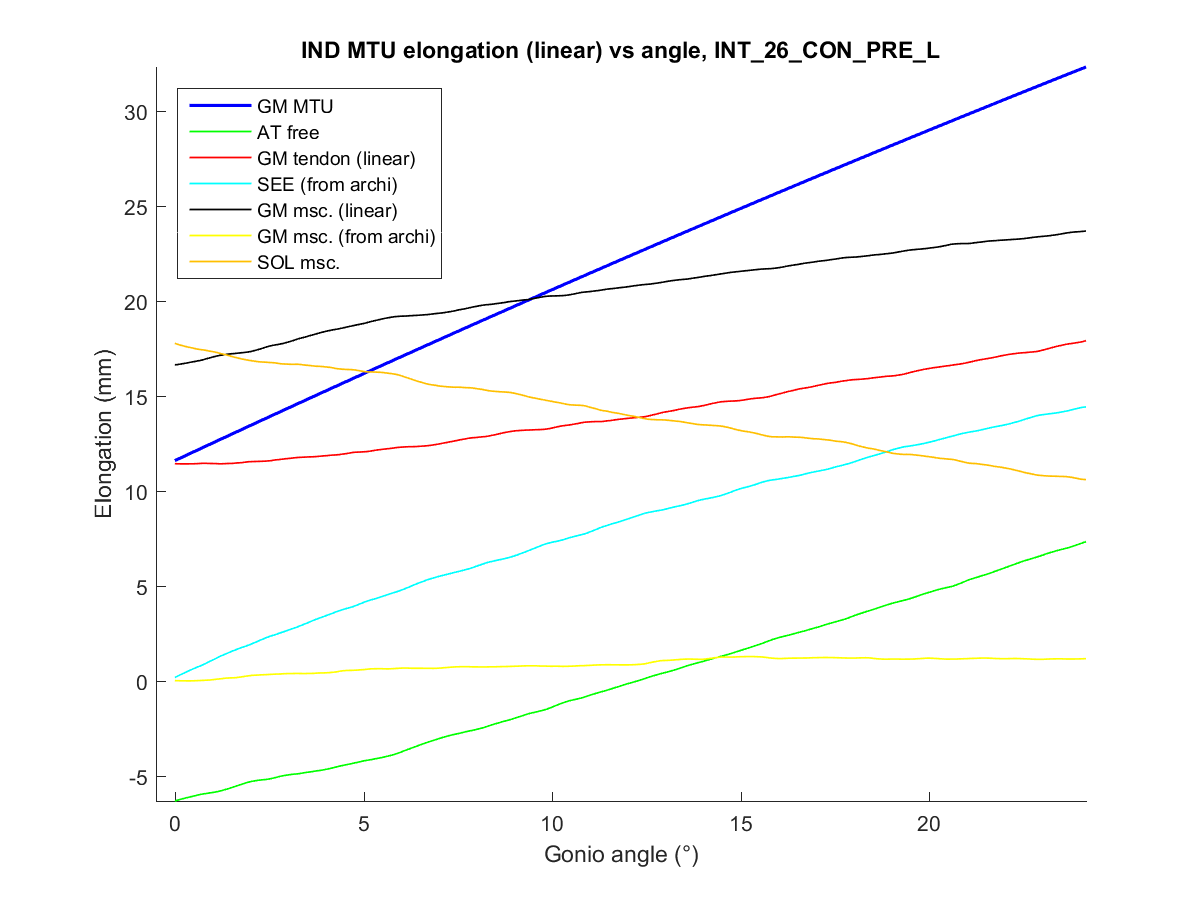 IND MTU elongation (linear) vs angle, INT_26_CON_PRE_L
GM MTU
AT free
GM tendon (linear)
SEE (from archi)
GM msc. (linear)
GM msc. (from archi)
SOL msc.
30
25
20
15
10
5
0
-5
Elongation (mm)
0 5 10 15 20
Gonio angle (°)